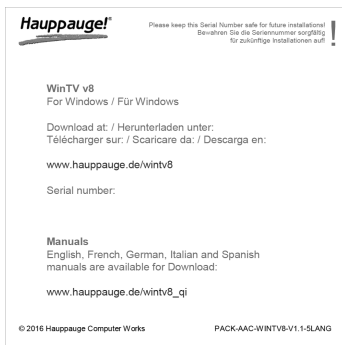 Hauppauge!®
Please keep this Serial Number safe for future installations!
Bewahren Sie die Seriennummer sorgfältig
für zukünftige Installationen auf!
!
WinTV v8
For Windows / Für Windows
Download at: / Herunterladen unter:
Télécharger sur: / Scaricare da: / Descarga en:
www.hauppauge.de/wintv8
Serial number:
Manuals
English, French, German, Italian and Spanish
manuals are available for Download:
www.hauppauge.de/wintv8_qi
© 2016 Hauppauge Computer Works
PACK-AAC-WINTV8-V1.1-5LANG